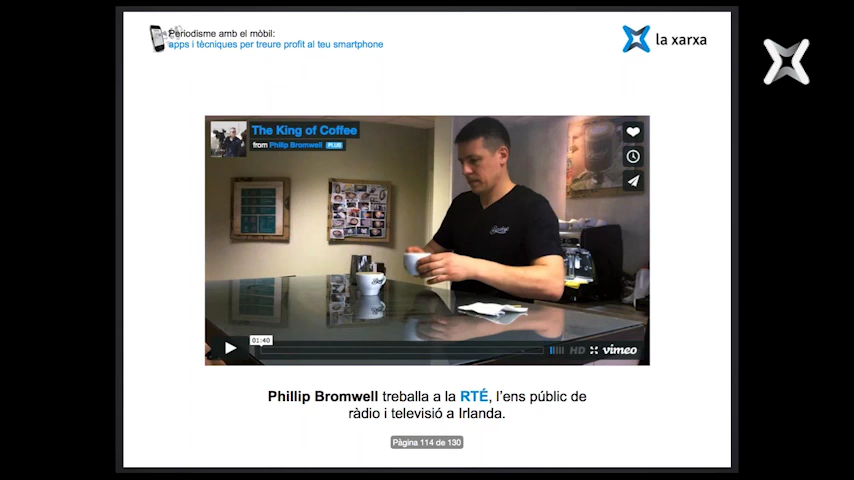 Periodisme amb el mòbil:
apps i tècniques per treure profit al teu smartphone
la xarxa
The King of Coffee
from Phillip Bromwell PLUS
01:40
HD vimeo
Phillip Bromwell treballa a la RTÉ, l'ens públic de
ràdio i televisió a Irlanda.
Pàgina 114 de 130